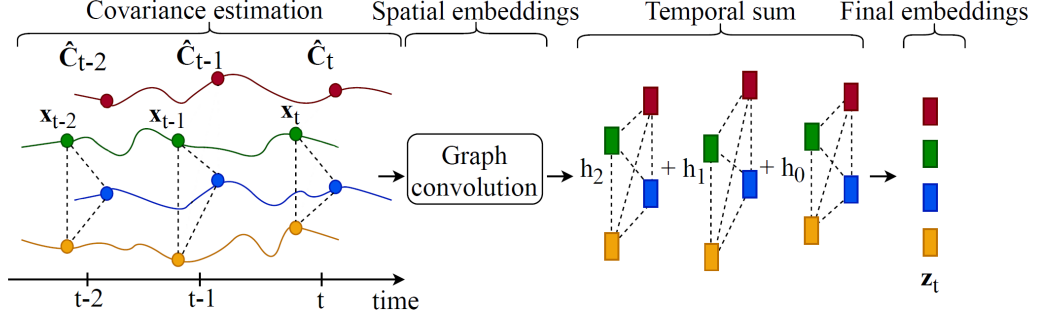 Covariance estimation Spatial embeddings Temporal sum Final embeddings
Ĉt-2 Ĉt-1 Ĉt
xt-2 xt-1 xt
Graph
convolution
h2 + h1 + h0
zt
t-2 t-1 t time